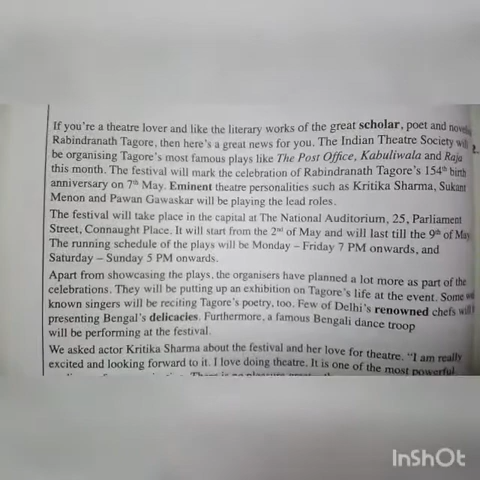 If you're a theatre lover and like the literary works of the great scholar, poet and
Rabindranath Tagore, then here's a great news for you. The Indian Theatre Society will
be organising Tagore's most famous plays like The Post Office, Kabuliwala and Raja
this month. The festival will mark the celebration of Rabindranath Tagore's 154th birth
anniversary on 7th May. Eminent theatre personalities such as Kritika Sharma, Sukant
Menon and Pawan Gawaskar will be playing the lead roles.
The festival will take place in the capital at The National Auditorium, 25, Parliament
Street, Connaught Place. It will start from the 2nd of May and will last till the 9th of May.
The running schedule of the plays will be Monday – Friday 7 PM onwards, and
Saturday – Sunday 5 PM onwards.
Apart from showcasing the plays, the organisers have planned a lot more as part of the
celebrations. They will be putting up an exhibition on Tagore's life at the event. Some
known singers will be reciting Tagore's poetry, too. Few of Delhi's renowned chefs will
presenting Bengal's delicacies. Furthermore, a famous Bengali dance troop
will be performing at the festival.
We asked actor Kritika Sharma about the festival and her love for theatre. "I am really
excited and looking forward to it. I love doing theatre. It is one of the most powerful
2.
InShOt